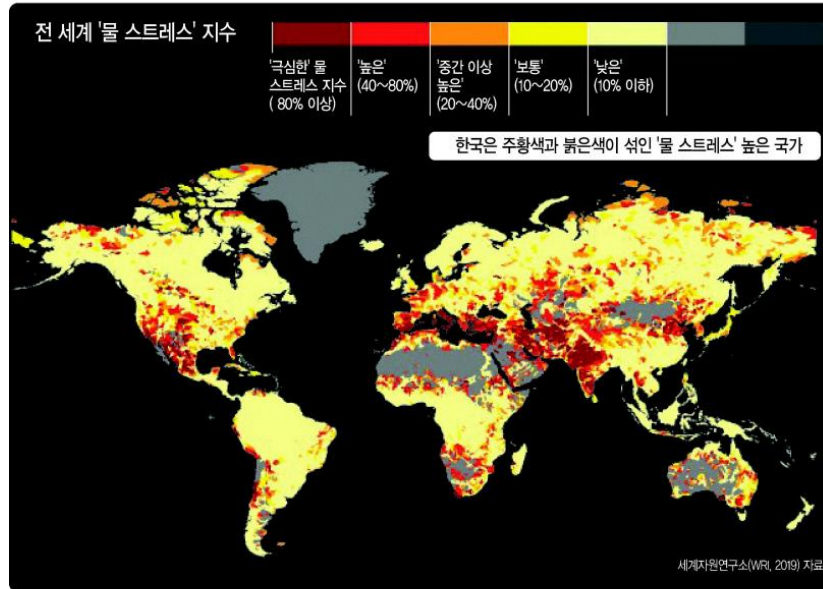 전 세계 '물 스트레스' 지수
'극심한' 물
스트레스 지수
( 80% 이상)
'높은'
(40~80%)
'중간 이상
높은'
(20~40%)
'보통'
(10~20%)
'낮은'
(10% 이하)
한국은 주황색과 붉은색이 섞인 '물 스트레스' 높은 국가
세계자원연구소(WRI, 2019) 자료